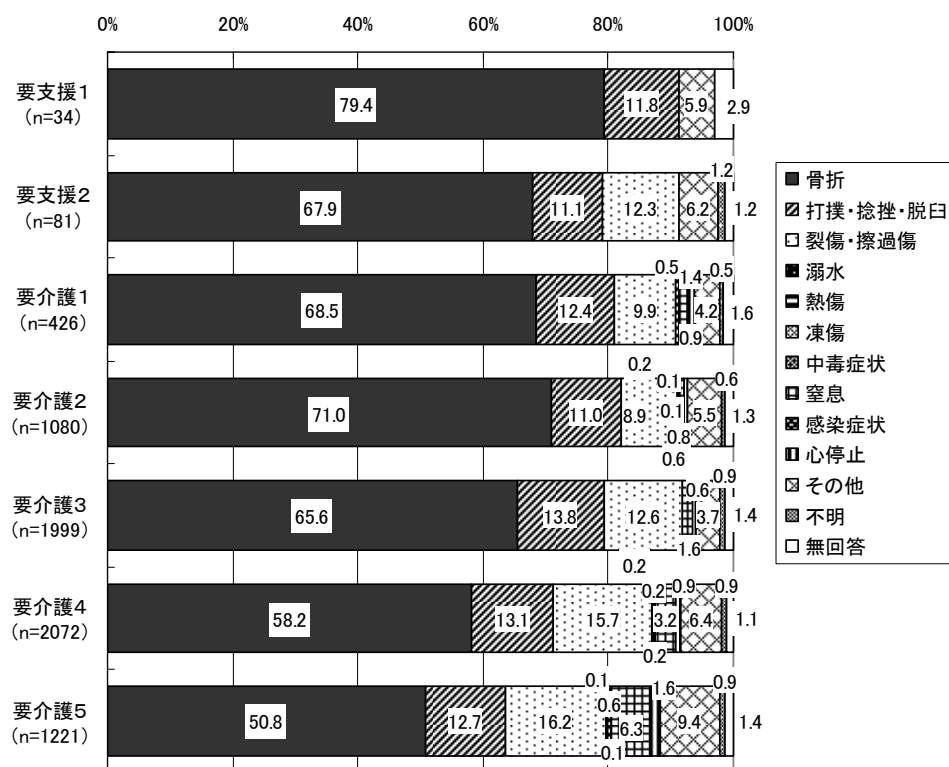 0% 20% 40% 60% 80% 100%
要支援1
(n=34)
79.4 11.8 5.9 2.9
要支援2
(n=81)
67.9 11.1 12.3 6.2 1.2 1.2
要介護1
(n=426)
68.5 12.4 9.9 0.5 1.4 0.9 4.2 0.5 1.6
要介護2
(n=1080)
71.0 11.0 8.9 0.2 0.1 0.1 0.8 5.5 0.6 1.3
要介護3
(n=1999)
65.6 13.8 12.6 0.6 1.6 0.6 3.7 0.9 1.4
要介護4
(n=2072)
58.2 13.1 15.7 0.2 0.2 3.2 0.2 0.9 6.4 0.9 1.1
要介護5
(n=1221)
50.8 12.7 16.2 0.1 0.6 0.1 6.3 1.6 9.4 0.9 1.4
骨折
打撲・捻挫・脱臼
裂傷・擦過傷
溺水
熱傷
凍傷
中毒症状
窒息
感染症状
心停止
その他
不明
無回答